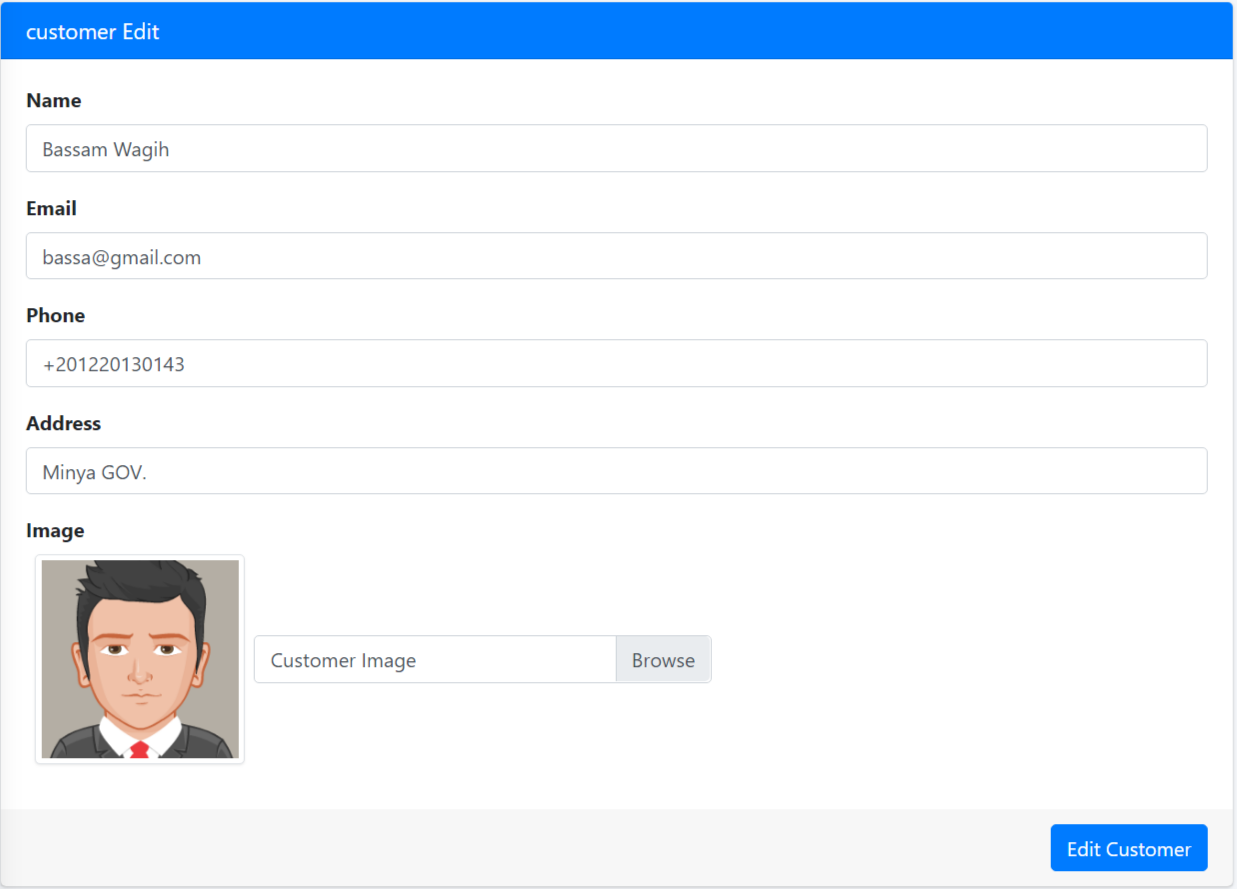 customer Edit
Name
Bassam Wagih
Email
bassa@gmail.com
Phone
+201220130143
Address
Minya GOV.
Image
Customer Image
Browse
Edit Customer